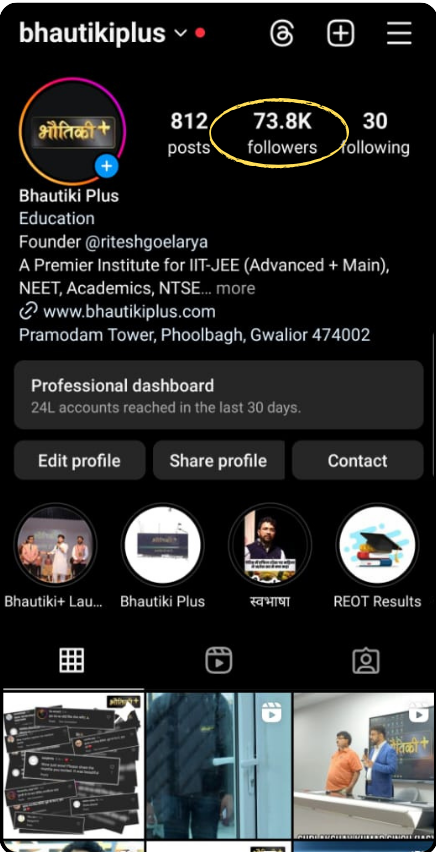 bhautikiplus
भौतिकी+
812 73.8K 30
posts followers following
Bhautiki Plus
Education
Founder @riteshgoelarya
A Premier Institute for IIT-JEE (Advanced + Main),
NEET, Academics, NTSE... more
www.bhautikiplus.com
Pramodam Tower, Phoolbagh, Gwalior 474002
Professional dashboard
24L accounts reached in the last 30 days.
Edit profile Share profile Contact
Bhautiki+ Lau... Bhautiki Plus स्वभाषा REOT Results
भौतिकी+